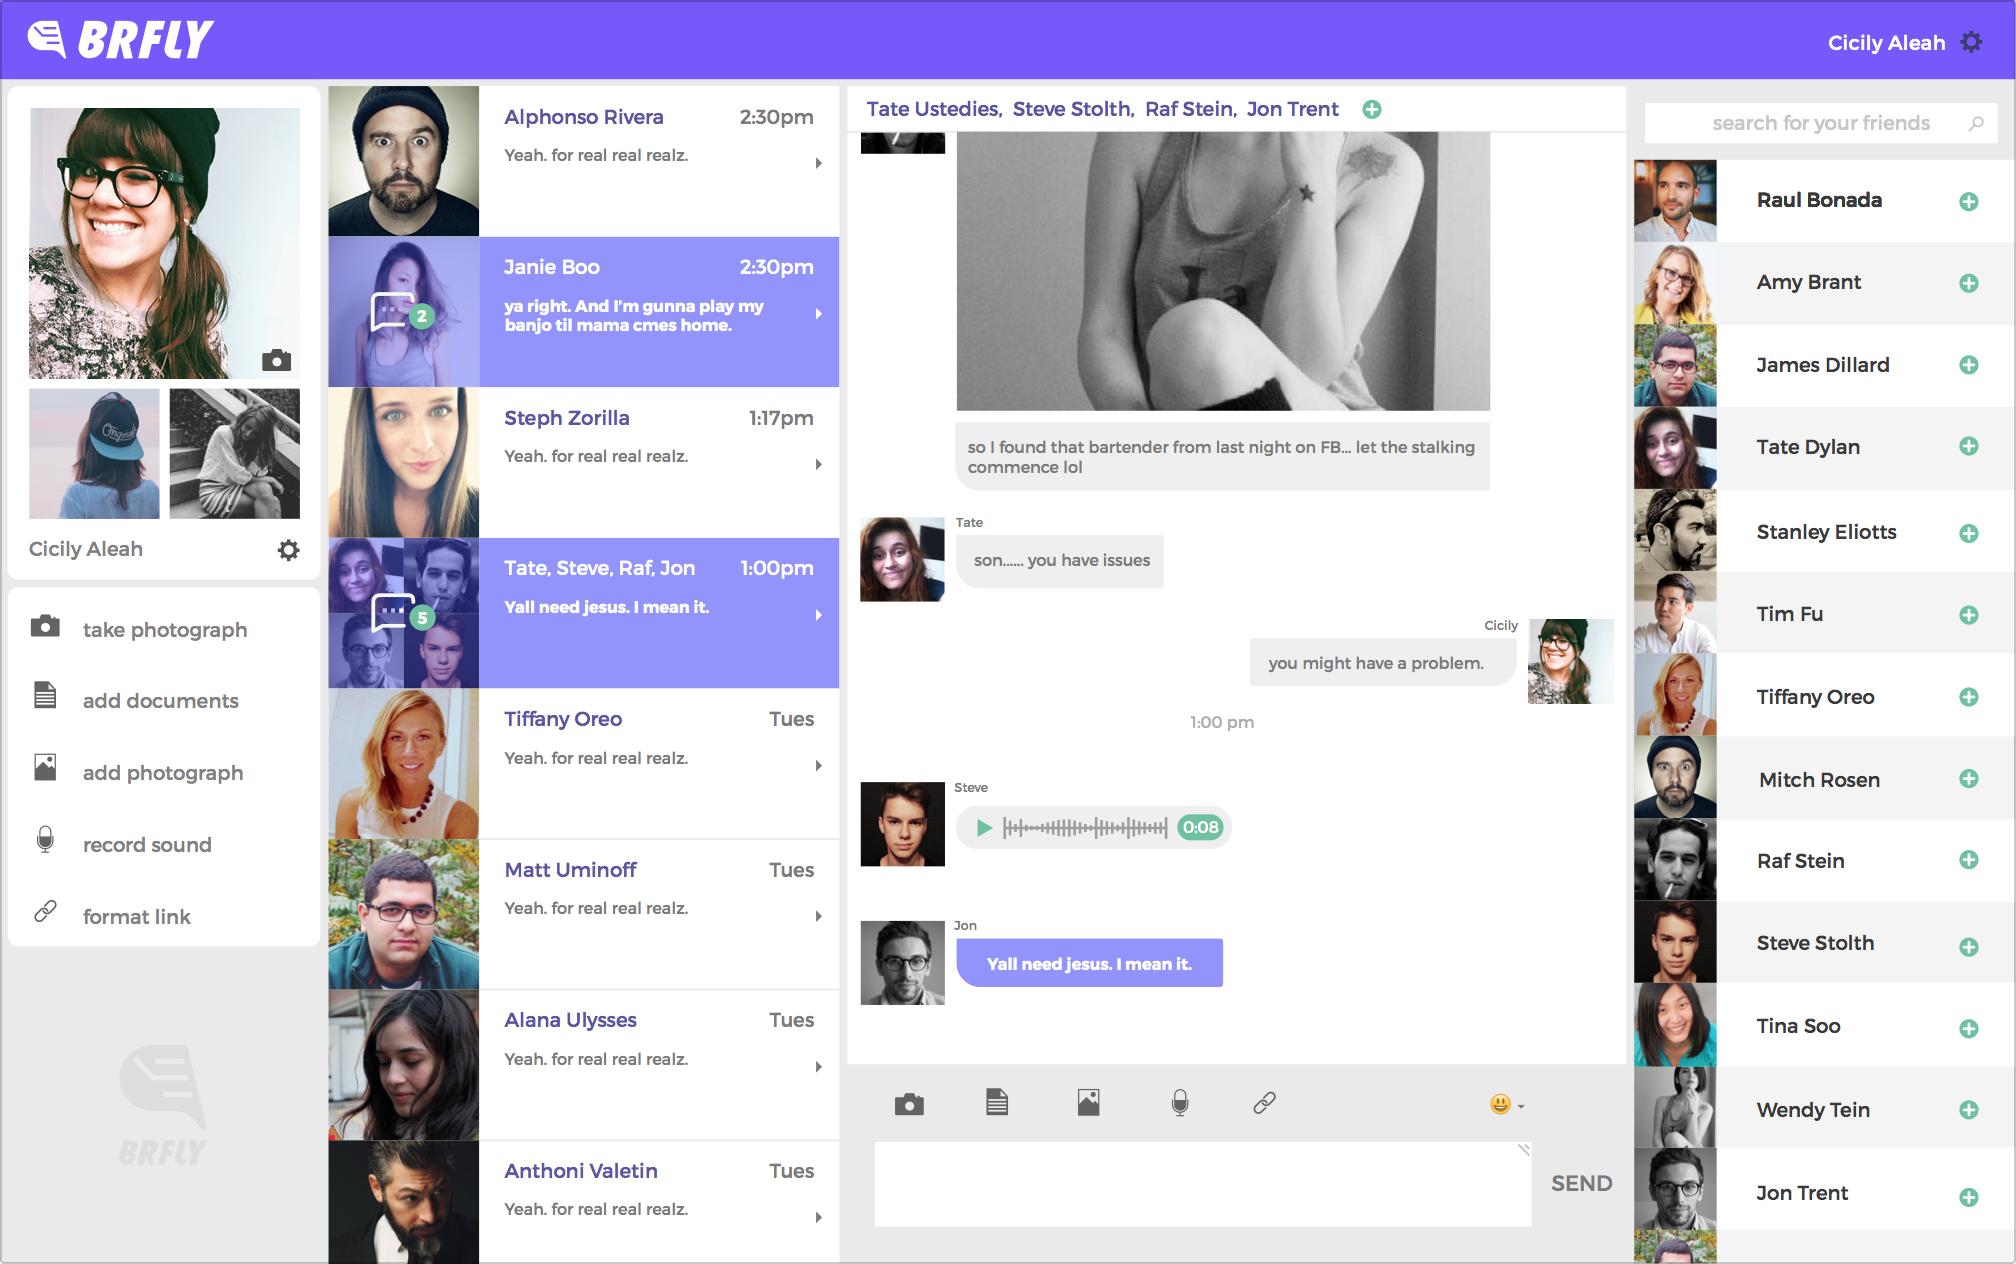 BRFLY
Cicily Aleah
Cicily Aleah
take photograph
add documents
add photograph
record sound
format link
BRFLY
Alphonso Rivera 2:30pm
Yeah. for real real realz.
Janie Boo 2:30pm
2
ya right. And I'm gunna play my
banjo til mama cmes home.
Steph Zorilla 1:17pm
Yeah. for real real realz.
Tate, Steve, Raf, Jon 1:00pm
5
Yall need jesus. I mean it.
Tiffany Oreo Tues
Yeah. for real real realz.
Matt Uminoff Tues
Yeah. for real real realz.
Alana Ulysses Tues
Yeah. for real real realz.
Anthoni Valetin Tues
Yeah. for real real realz.
Tate Ustedies, Steve Stolth, Raf Stein, Jon Trent
so I found that bartender from last night on FB... let the stalking
commence lol
Tate
son...... you have issues
Cicily
you might have a problem.
1:00 pm
Steve
0:08
Jon
Yall need jesus. I mean it.
SEND
search for your friends
Raul Bonada
Amy Brant
James Dillard
Tate Dylan
Stanley Eliotts
Tim Fu
Tiffany Oreo
Mitch Rosen
Raf Stein
Steve Stolth
Tina Soo
Wendy Tein
Jon Trent